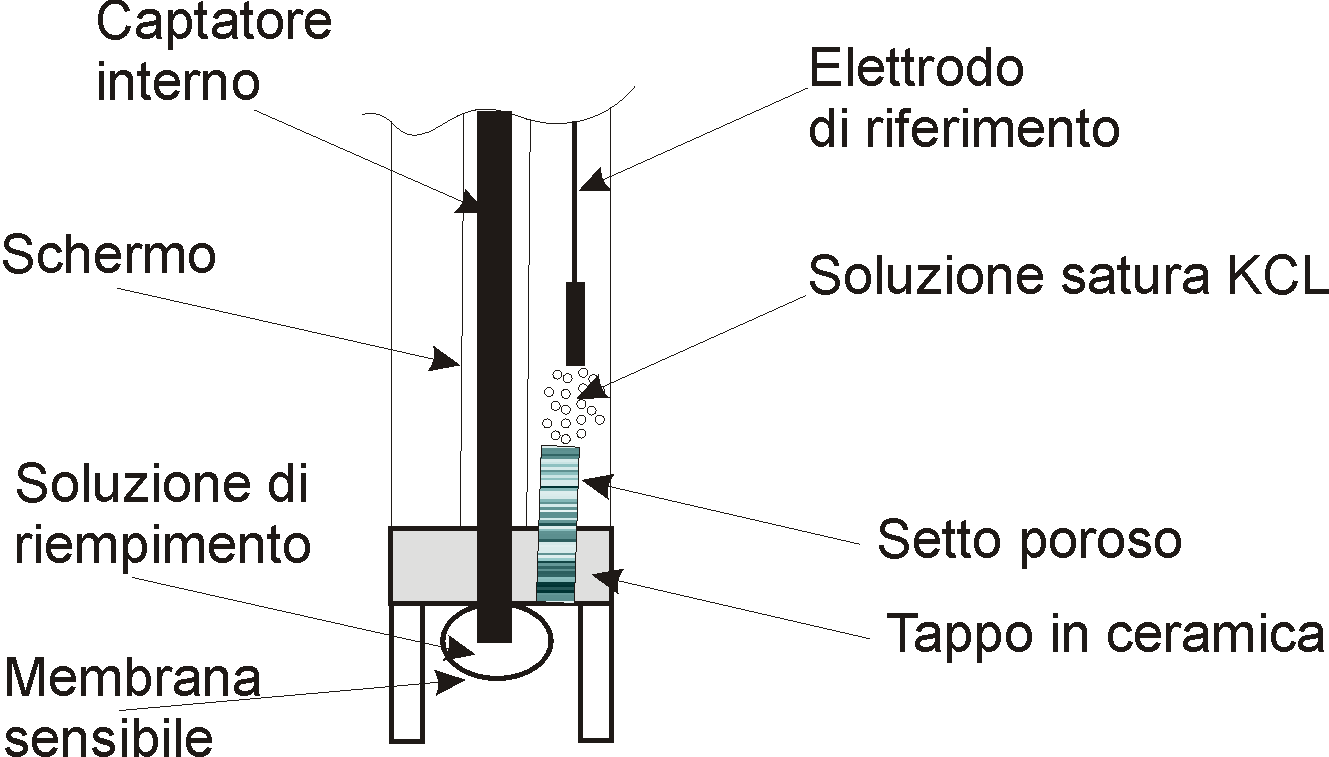 Captatore
interno
Elettrodo
di riferimento
Schermo
Soluzione satura KCL
Soluzione di
riempimento
Setto poroso
Tappo in ceramica
Membrana
sensibile